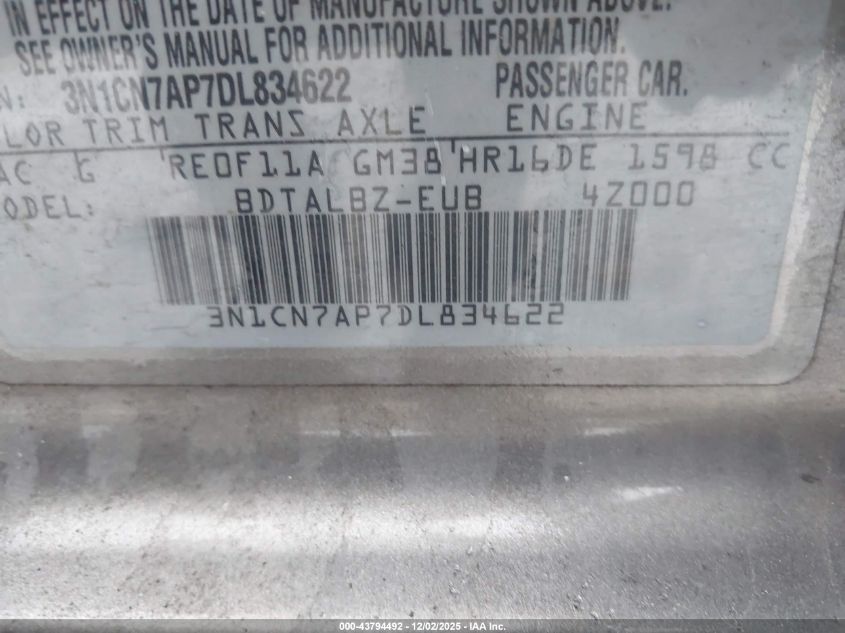 IN EFFECT ON THE DATE OF MANUFACTURE SHOWN ABOVE.
SEE OWNER'S MANUAL FOR ADDITIONAL INFORMATION.
N: 3N1CN7AP7DL834622 PASSENGER CAR.
LOR TRIM TRANS AXLE ENGINE
AC G RE0F11A GM38 HR16DE 1598 CC
ODEL: BDTALBZ-EUB 4Z000
3N1CN7AP7DL834622
000-43794492 - 12/02/2025 - IAA Inc.